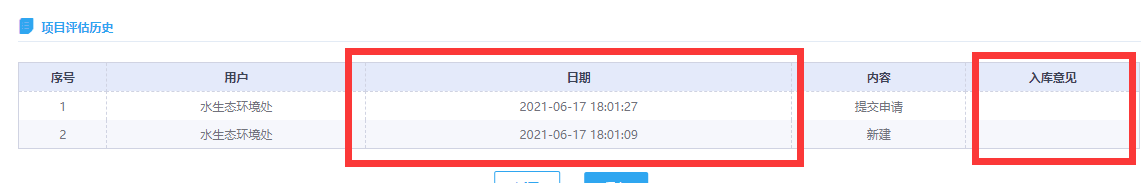 项目评估历史
序号 用户 日期 内容 入库意见
1 水生态环境处 2021-06-17 18:01:27 提交申请
2 水生态环境处 2021-06-17 18:01:09 新建